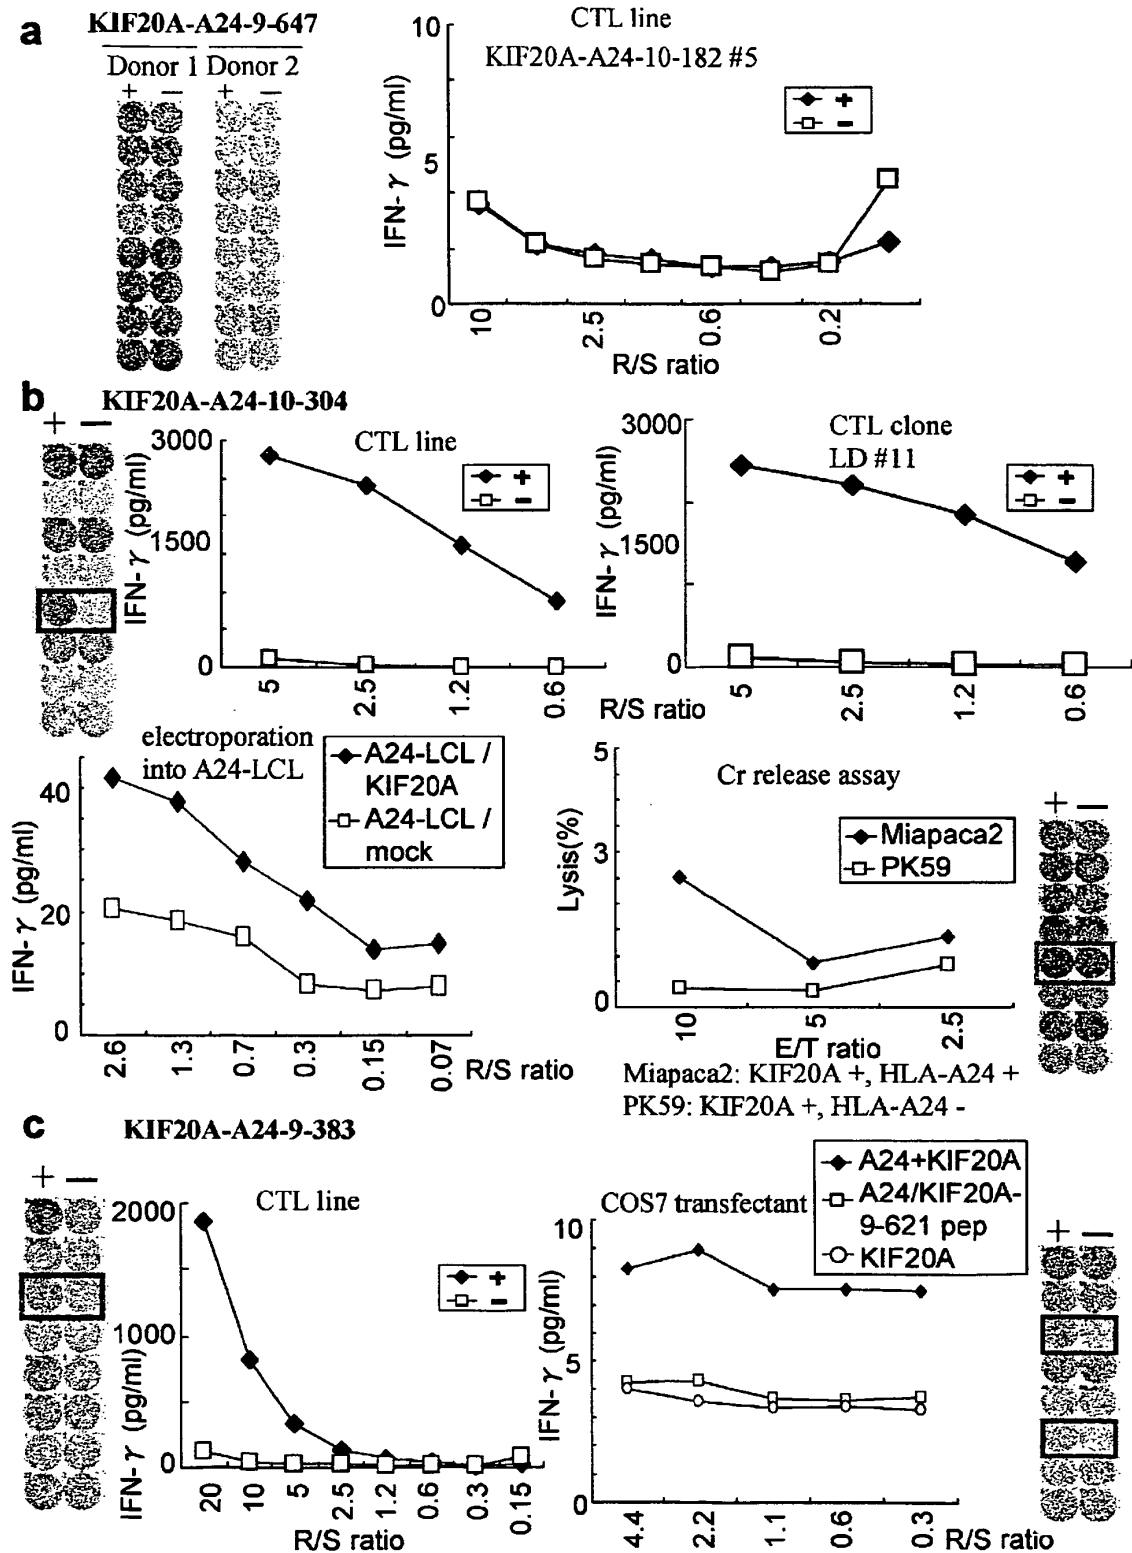 a
KIF20A-A24-9-647
Donor 1 Donor 2
+ − + −
CTL line
KIF20A-A24-10-182 #5
+
−
IFN-γ (pg/ml)
10
5
0
10 2.5 0.6 0.2
R/S ratio
b
KIF20A-A24-10-304
+ −
CTL line
+
−
IFN-γ (pg/ml)
3000
1500
0
5 2.5 1.2 0.6
R/S ratio
CTL clone
LD #11
+
−
IFN-γ (pg/ml)
3000
1500
0
5 2.5 1.2 0.6
electroporation
into A24-LCL
A24-LCL /
KIF20A
A24-LCL /
mock
IFN-γ (pg/ml)
40
20
0
2.6 1.3 0.7 0.3 0.15 0.07
R/S ratio
Cr release assay
Miapaca2
PK59
Lysis(%)
5
3
0
10 5 2.5
E/T ratio
Miapaca2: KIF20A +, HLA-A24 +
PK59: KIF20A +, HLA-A24 -
+ −
c
KIF20A-A24-9-383
+ −
CTL line
+
−
IFN-γ (pg/ml)
2000
1000
0
20 10 5 2.5 1.2 0.6 0.3 0.15
R/S ratio
COS7 transfectant
A24+KIF20A
A24/KIF20A-
9-621 pep
KIF20A
IFN-γ (pg/ml)
10
5
0
4.4 2.2 1.1 0.6 0.3
R/S ratio
+ −